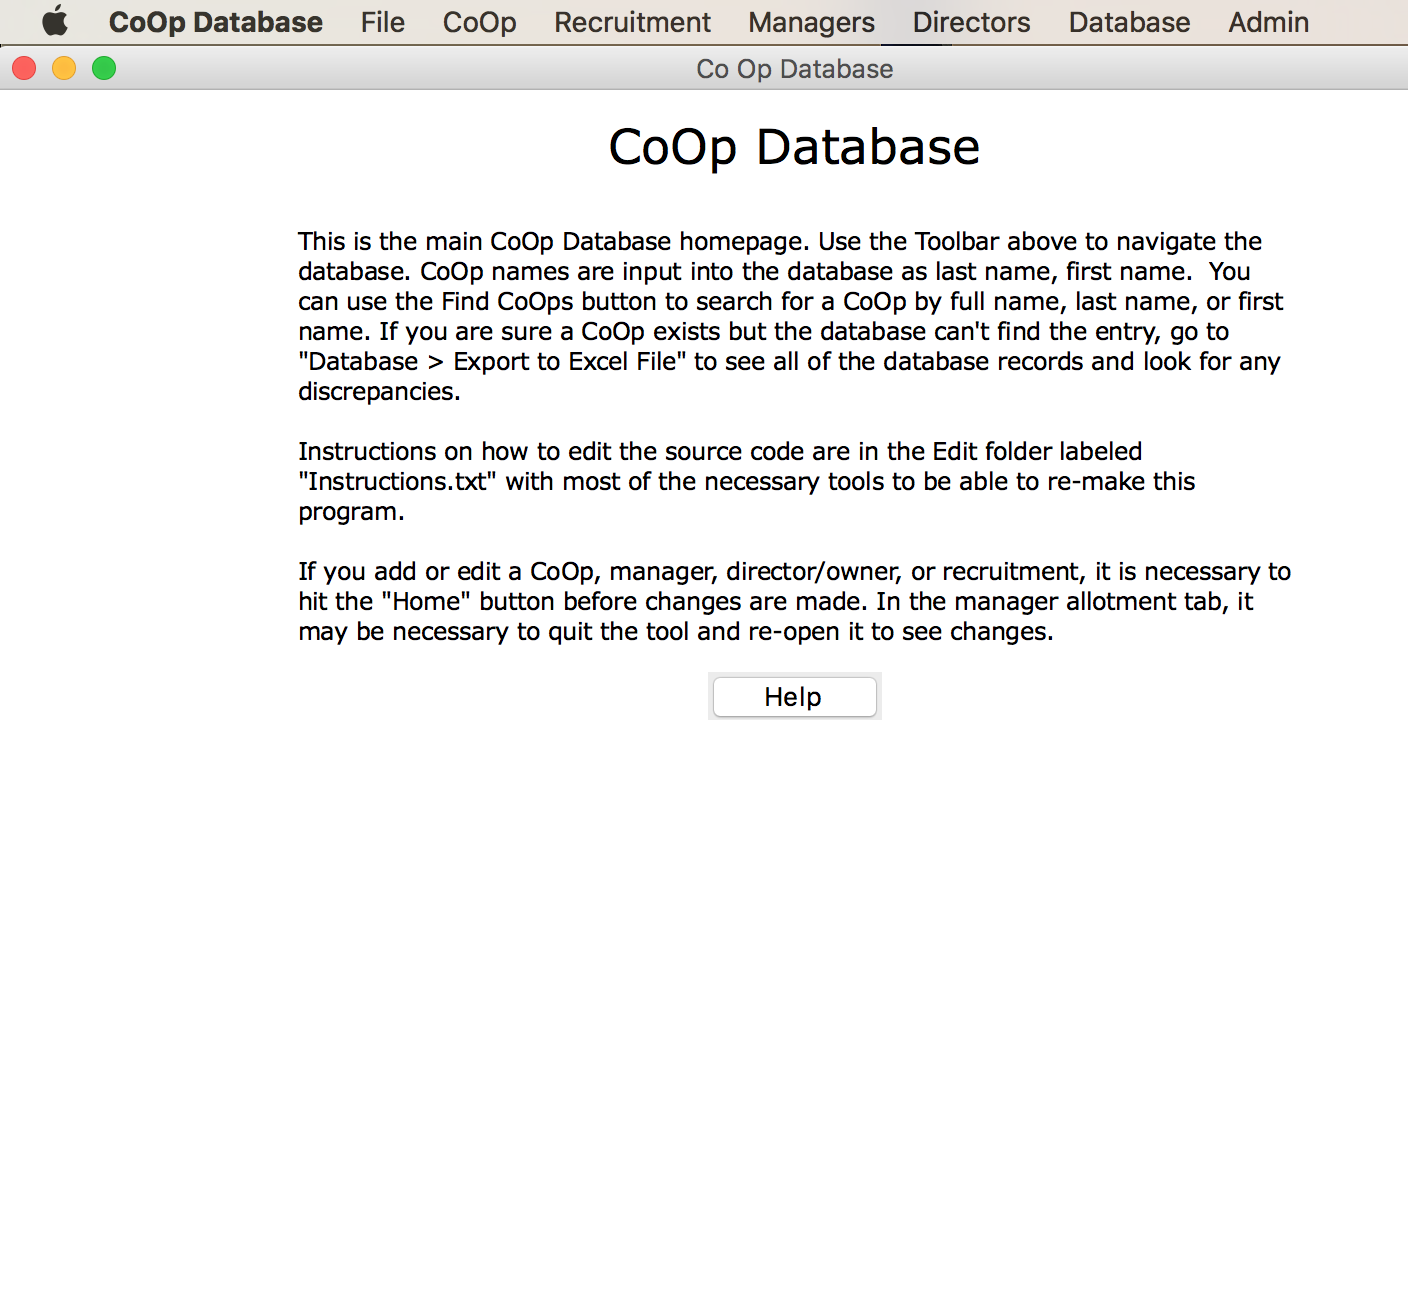 CoOp Database File CoOp Recruitment Managers Directors Database Admin
Co Op Database
CoOp Database
This is the main CoOp Database homepage. Use the Toolbar above to navigate the
database. CoOp names are input into the database as last name, first name.  You
can use the Find CoOps button to search for a CoOp by full name, last name, or first
name. If you are sure a CoOp exists but the database can't find the entry, go to
"Database > Export to Excel File" to see all of the database records and look for any
discrepancies.
Instructions on how to edit the source code are in the Edit folder labeled
"Instructions.txt" with most of the necessary tools to be able to re-make this
program.
If you add or edit a CoOp, manager, director/owner, or recruitment, it is necessary to
hit the "Home" button before changes are made. In the manager allotment tab, it
may be necessary to quit the tool and re-open it to see changes.
Help